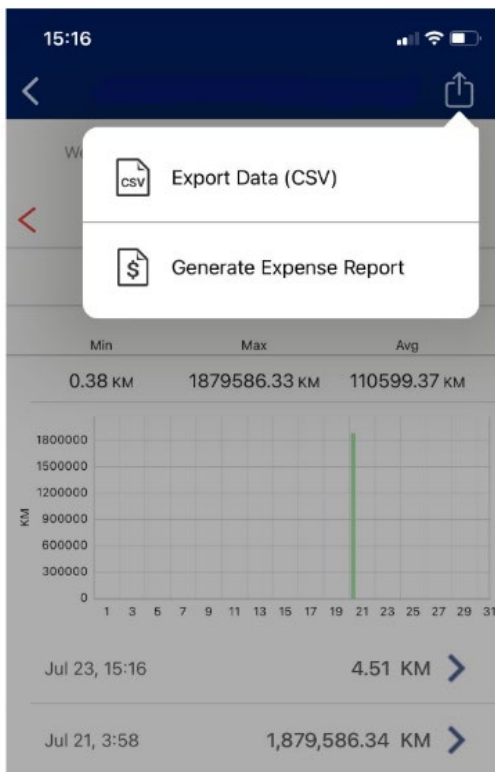 15:16
We
CSV
Export Data (CSV)
$
Generate Expense Report
Min Max Avg
0.38 KM 1879586.33 KM 110599.37 KM
1800000
1500000
1200000
KM
900000
600000
300000
0
1 3 5 7 9 11 13 15 17 19 21 23 25 27 29 31
Jul 23, 15:16 4.51 KM
Jul 21, 3:58 1,879,586.34 KM